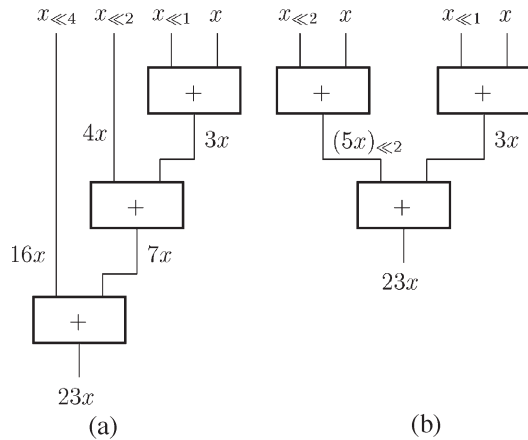 x≪4 x≪2 x≪1 x x≪2 x x≪1 x
+ + +
4x 3x (5x)≪2 3x
+ +
16x 7x 23x
+
23x
(a) (b)